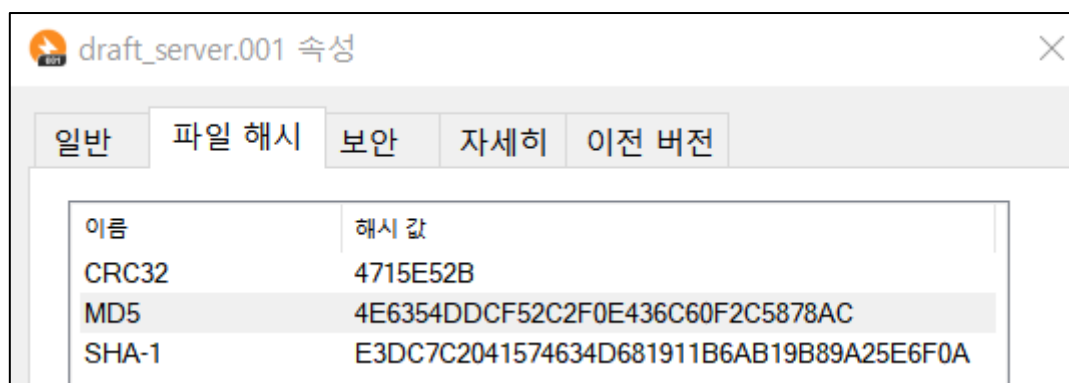 draft_server.001 속성
일반 파일 해시 보안 자세히 이전 버전
이름 해시 값
CRC32 4715E52B
MD5 4E6354DDCF52C2F0E436C60F2C5878AC
SHA-1 E3DC7C2041574634D681911B6AB19B89A25E6F0A